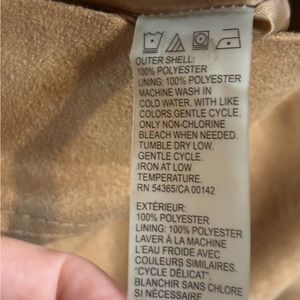 OUTER SHELL:
100% POLYESTER
LINING: 100% POLYESTER
MACHINE WASH IN
COLD WATER. WITH LIKE
COLORS.GENTLE CYCLE.
ONLY NON-CHLORINE
BLEACH WHEN NEEDED.
TUMBLE DRY LOW.
GENTLE CYCLE.
IRON AT LOW
TEMPERATURE.
RN 54365/CA 00142
EXTÉRIEUR:
100% POLYESTER
LINING: 100% POLYESTER
LAVER À LA MACHINE
L'EAU FROIDE AVEC
COULEURS SIMILAIRES.
"CYCLE DÉLICAT".
BLANCHIR SANS CHLORE
SI NÉCESSAIRE